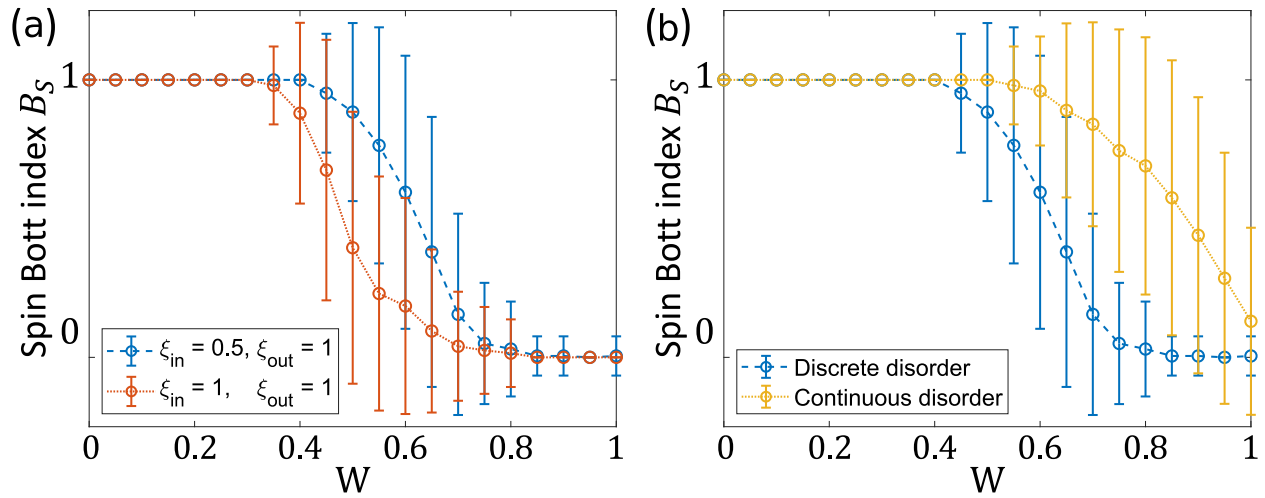 (a)
Spin Bott index B_S
1
0
ξ_in = 0.5, ξ_out = 1
ξ_in = 1, ξ_out = 1
0 0.2 0.4 0.6 0.8 1
W
(b)
Spin Bott index B_S
1
0
Discrete disorder
Continuous disorder
0 0.2 0.4 0.6 0.8 1
W